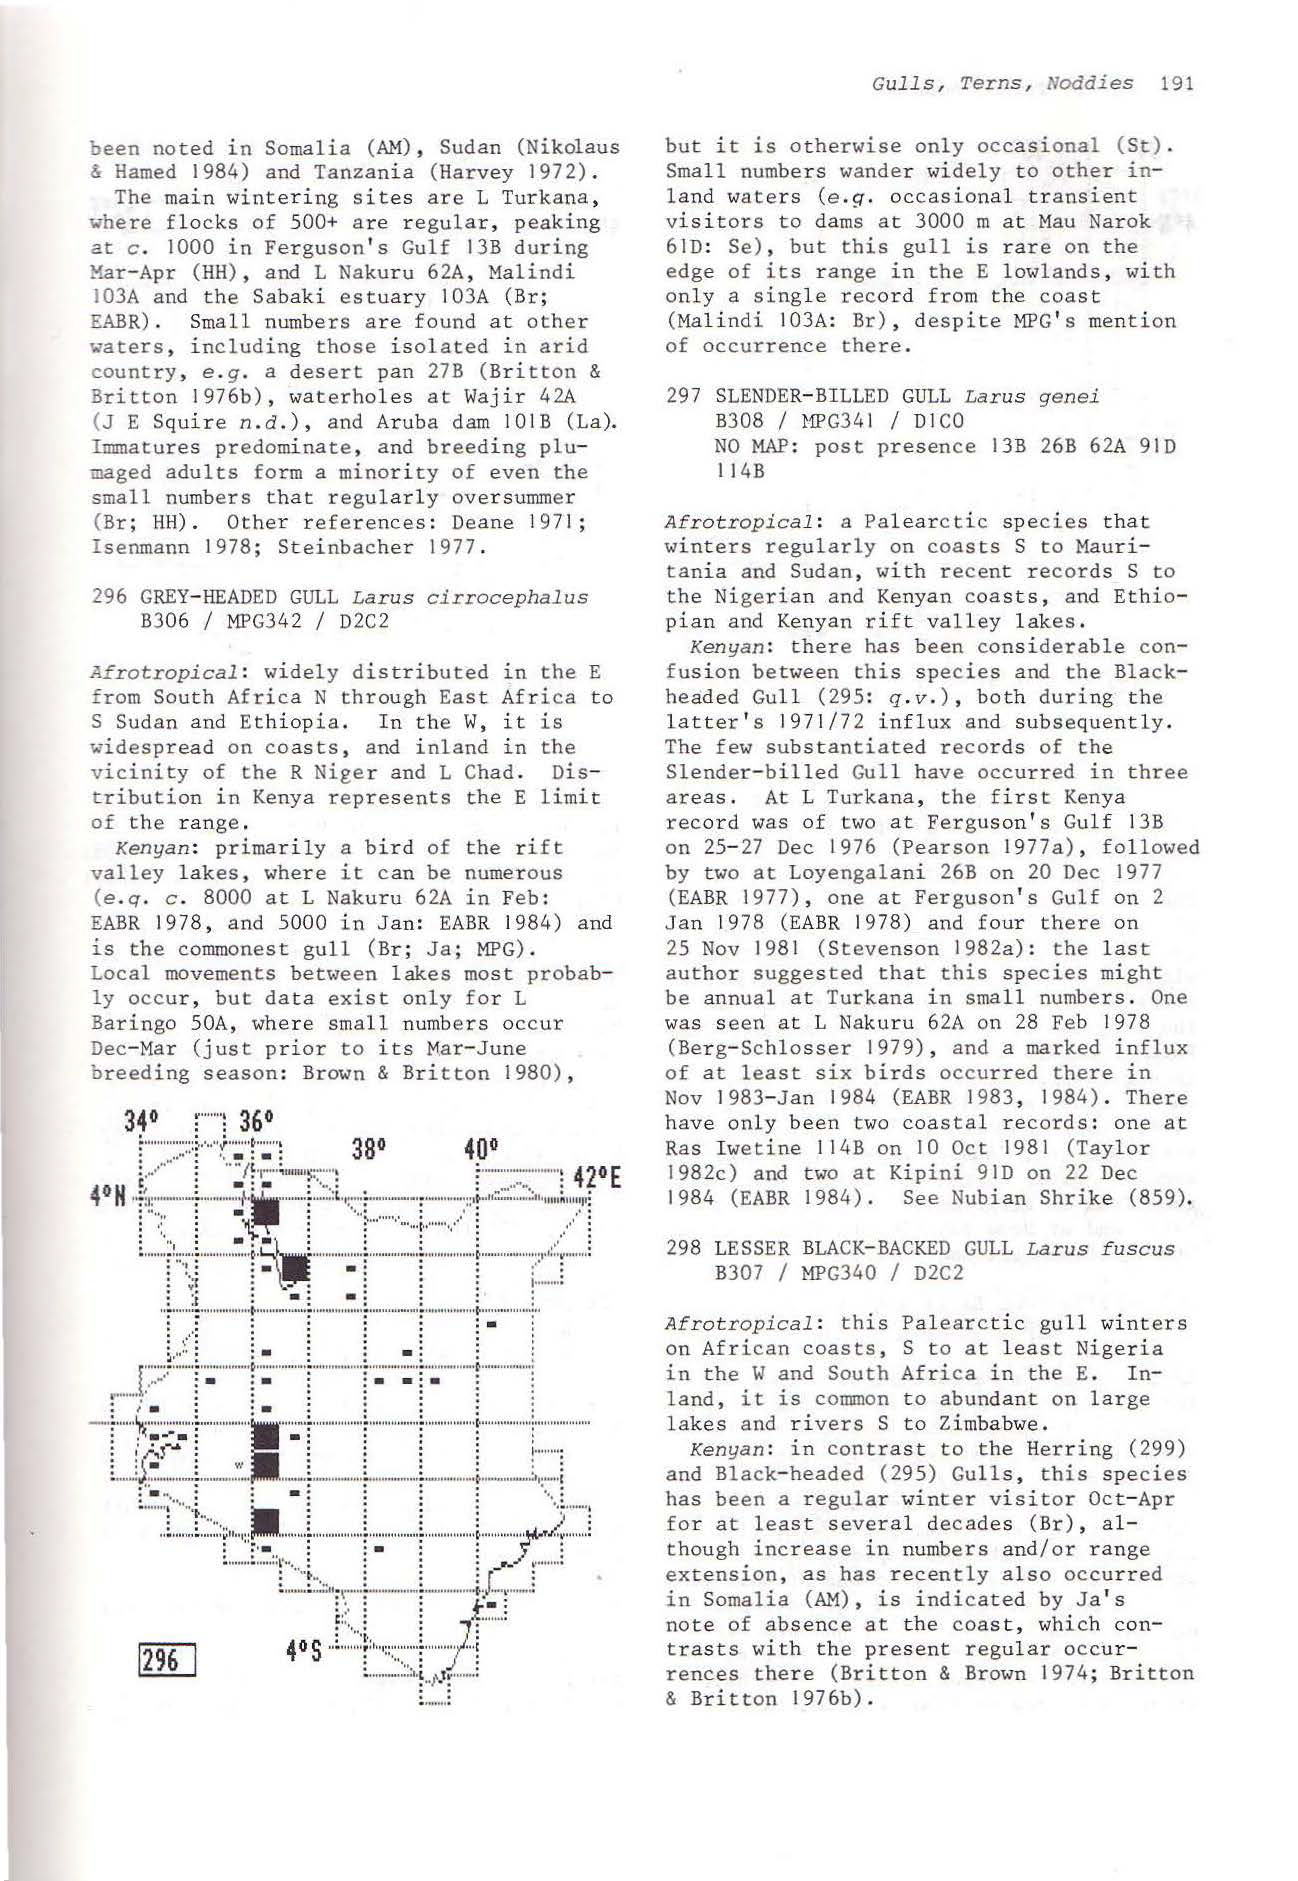 Gulls, Terns, Noddies 191
been noted in Somalia (AM), Sudan (Nikolaus
& Hamed 1984) and Tanzania (Harvey 1972).
The main wintering sites are L Turkana,
where flocks of 500+ are regular, peaking
at c. 1000 in Ferguson's Gulf 13B during
Mar-Apr (HH), and L Nakuru 62A, Malindi
103A and the Sabaki estuary 103A (Br;
EABR). Small numbers are found at other
waters, including those isolated in arid
country, e.g. a desert pan 27B (Britton &
Britton 1976b), waterholes at Wajir 42A
(J E Squire n.d.), and Aruba dam 101B (La).
Immatures predominate, and breeding plu-
maged adults form a minority of even the
small numbers that regularly oversummer
(Br; HH). Other references: Deane 1971;
Isenmann 1978; Steinbacher 1977.
296 GREY-HEADED GULL Larus cirrocephalus
B306 / MPG342 / D2C2
Afrotropical: widely distributed in the E
from South Africa N through East Africa to
S Sudan and Ethiopia. In the W, it is
widespread on coasts, and inland in the
vicinity of the R Niger and L Chad. Dis-
tribution in Kenya represents the E limit
of the range.
Kenyan: primarily a bird of the rift
valley lakes, where it can be numerous
(e.g. c. 8000 at L Nakuru 62A in Feb:
EABR 1978, and 5000 in Jan: EABR 1984) and
is the commonest gull (Br; Ja; MPG).
Local movements between lakes most probab-
ly occur, but data exist only for L
Baringo 50A, where small numbers occur
Dec-Mar (just prior to its Mar-June
breeding season: Brown & Britton 1980),
34° 36°
38° 40°
42°E
4°N
w
4°S
296
but it is otherwise only occasional (St).
Small numbers wander widely to other in-
land waters (e.g. occasional transient
visitors to dams at 3000 m at Mau Narok
61D: Se), but this gull is rare on the
edge of its range in the E lowlands, with
only a single record from the coast
(Malindi 103A: Br), despite MPG's mention
of occurrence there.
297 SLENDER-BILLED GULL Larus genei
B308 / MPG341 / D1C0
NO MAP: post presence 13B 26B 62A 91D
114B
Afrotropical: a Palearctic species that
winters regularly on coasts S to Mauri-
tania and Sudan, with recent records S to
the Nigerian and Kenyan coasts, and Ethio-
pian and Kenyan rift valley lakes.
Kenyan: there has been considerable con-
fusion between this species and the Black-
headed Gull (295: q.v.), both during the
latter's 1971/72 influx and subsequently.
The few substantiated records of the
Slender-billed Gull have occurred in three
areas. At L Turkana, the first Kenya
record was of two at Ferguson's Gulf 13B
on 25-27 Dec 1976 (Pearson 1977a), followed
by two at Loyengalani 26B on 20 Dec 1977
(EABR 1977), one at Ferguson's Gulf on 2
Jan 1978 (EABR 1978) and four there on
25 Nov 1981 (Stevenson 1982a): the last
author suggested that this species might
be annual at Turkana in small numbers. One
was seen at L Nakuru 62A on 28 Feb 1978
(Berg-Schlosser 1979), and a marked influx
of at least six birds occurred there in
Nov 1983-Jan 1984 (EABR 1983, 1984). There
have only been two coastal records: one at
Ras Iwetine 114B on 10 Oct 1981 (Taylor
1982c) and two at Kipini 91D on 22 Dec
1984 (EABR 1984). See Nubian Shrike (859).
298 LESSER BLACK-BACKED GULL Larus fuscus
B307 / MPG340 / D2C2
Afrotropical: this Palearctic gull winters
on African coasts, S to at least Nigeria
in the W and South Africa in the E. In-
land, it is common to abundant on large
lakes and rivers S to Zimbabwe.
Kenyan: in contrast to the Herring (299)
and Black-headed (295) Gulls, this species
has been a regular winter visitor Oct-Apr
for at least several decades (Br), al-
though increase in numbers and/or range
extension, as has recently also occurred
in Somalia (AM), is indicated by Ja's
note of absence at the coast, which con-
trasts with the present regular occur-
rences there (Britton & Brown 1974; Britton
& Britton 1976b).